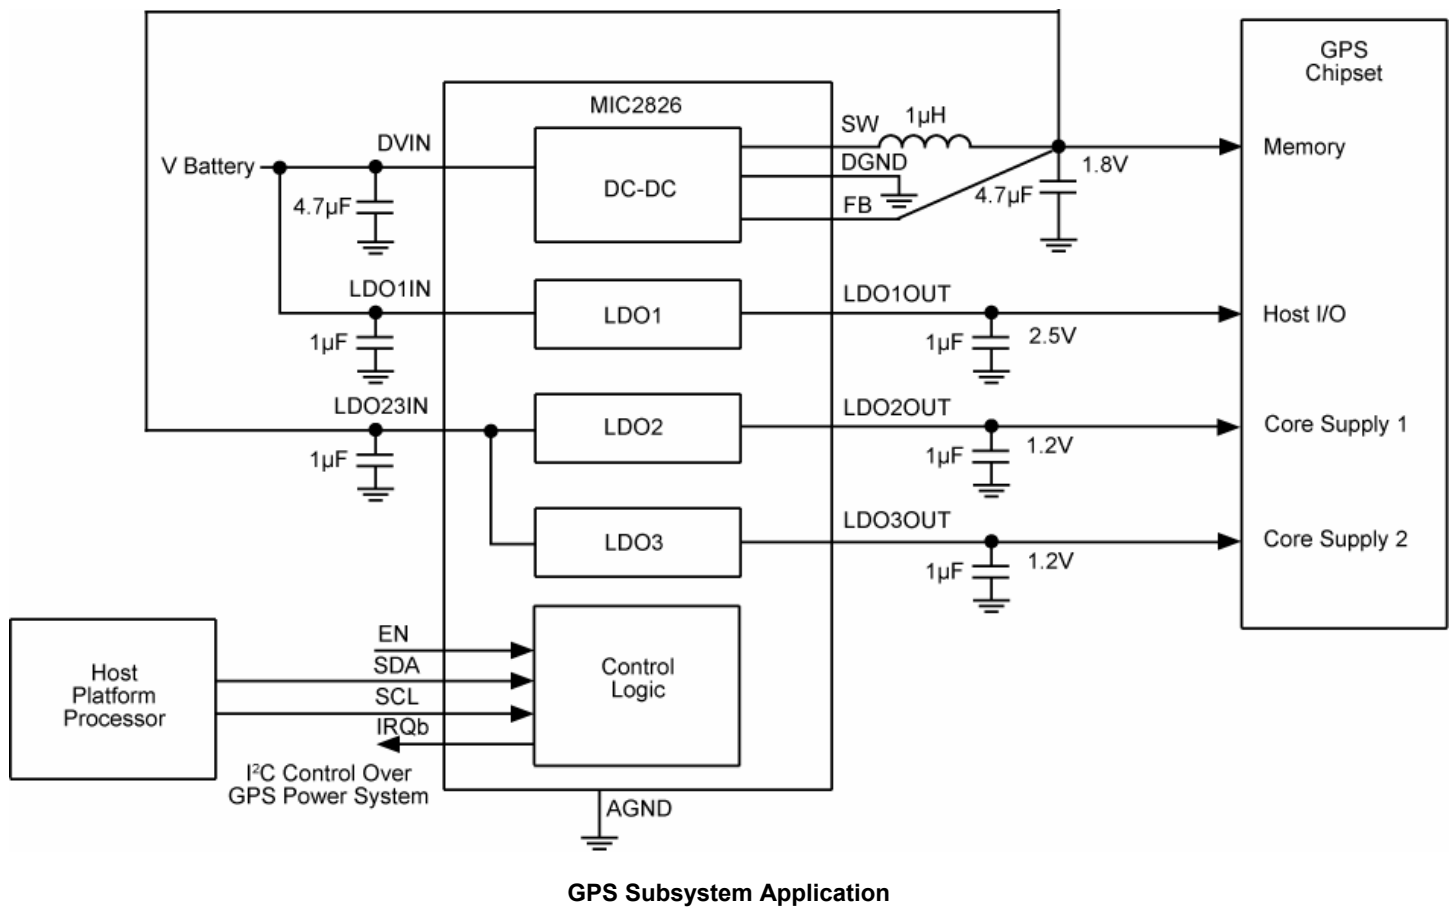 GPS
Chipset
MIC2826
SW
1µH
DVIN
V Battery
DGND
Memory
1.8V
DC-DC
4.7µF
FB
4.7µF
LDO1IN
LDO1OUT
LDO1
Host I/O
1µF
1µF
2.5V
LDO23IN
LDO2OUT
LDO2
Core Supply 1
1µF
1µF
1.2V
LDO3OUT
LDO3
Core Supply 2
1µF
1.2V
EN
SDA
SCL
IRQb
Host
Platform
Processor
Control
Logic
I²C Control Over
GPS Power System
AGND
GPS Subsystem Application